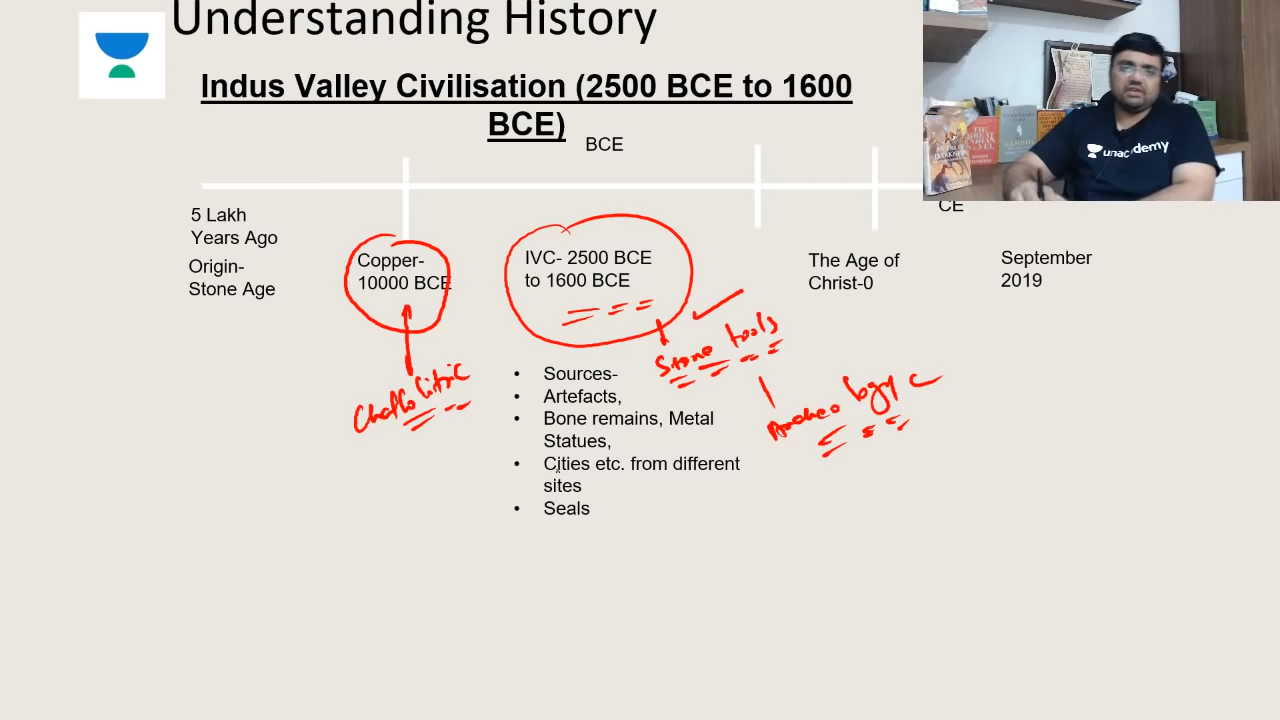 Understanding History
Indus Valley Civilisation (2500 BCE to 1600
BCE)
BCE
CE
5 Lakh
Years Ago
Origin-
Stone Age
Copper-
10000 BCE
IVC- 2500 BCE
to 1600 BCE
The Age of
Christ-0
September
2019
Stone tools
• Sources-
• Artefacts,
• Bone remains, Metal
Statues,
• Cities etc. from different
sites
• Seals
unacademy
GANDHI
DARKNESS